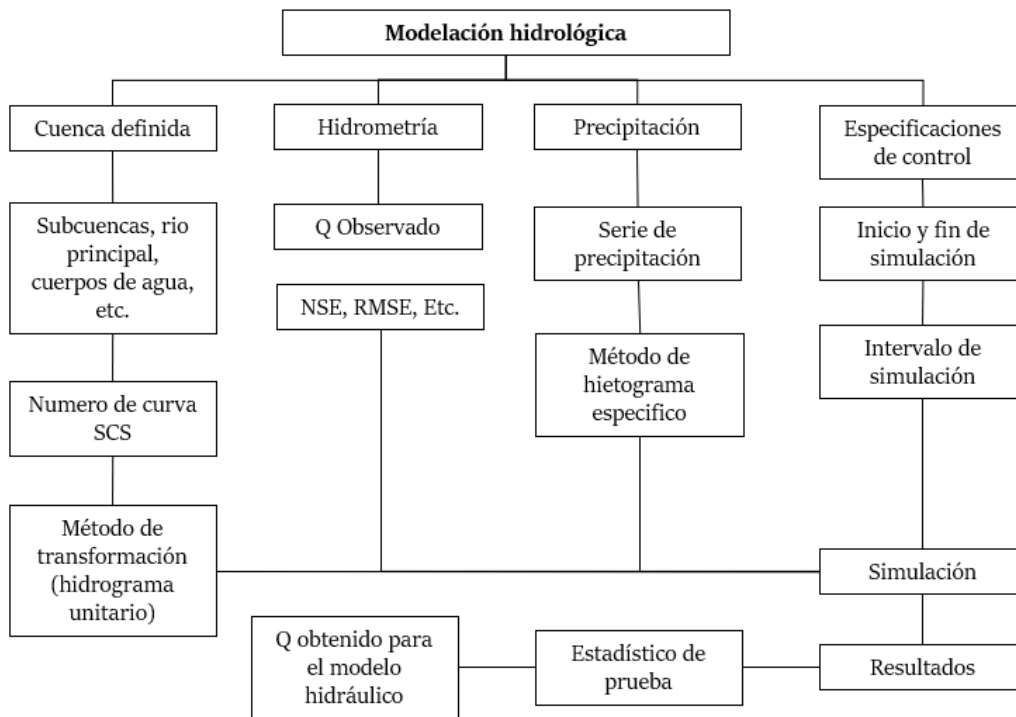 Modelación hidrológica
Cuenca definida
Hidrometría
Precipitación
Especificaciones
de control
Subcuencas, rio
principal,
cuerpos de agua,
etc.
Q Observado
Serie de
precipitación
Inicio y fin de
simulación
NSE, RMSE, Etc.
Método de
hietograma
especifico
Intervalo de
simulación
Numero de curva
SCS
Método de
transformación
(hidrograma
unitario)
Simulación
Q obtenido para
el modelo
hidráulico
Estadístico de
prueba
Resultados